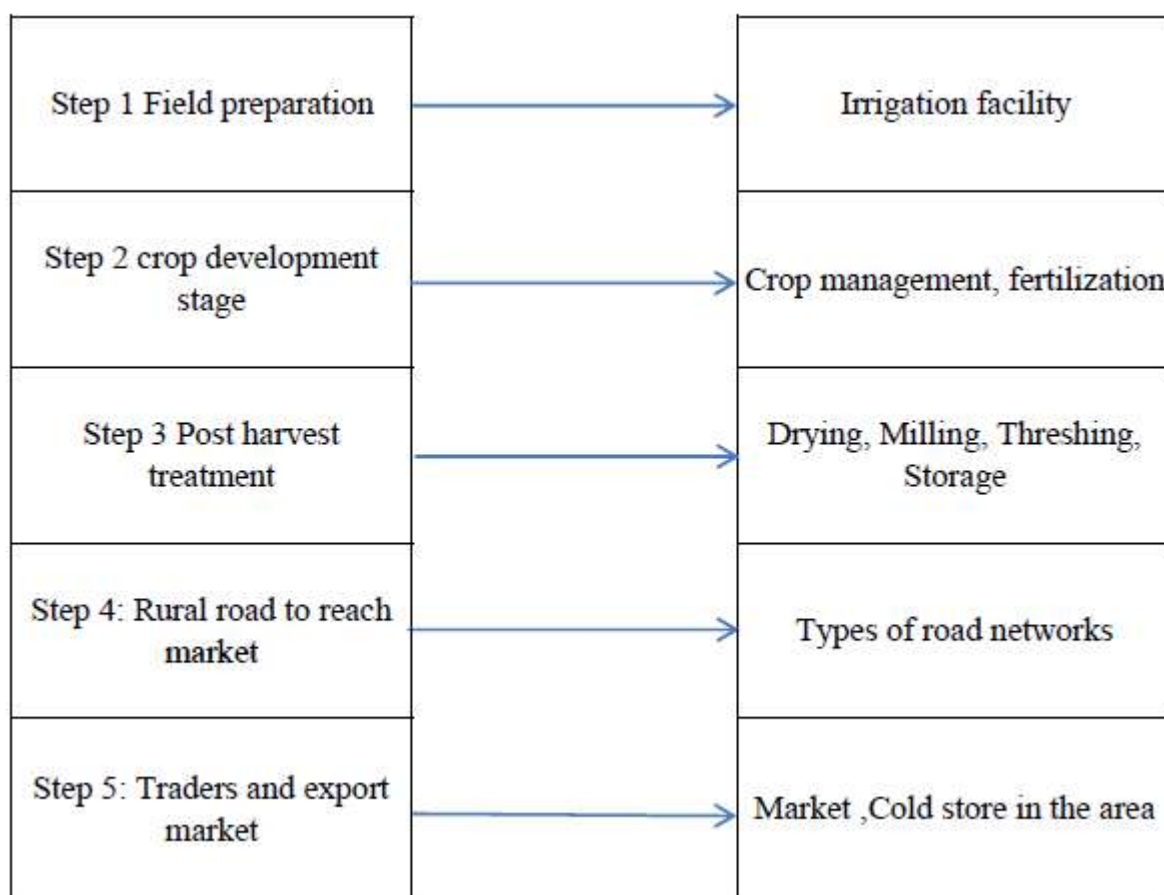 Step 1 Field preparation
Irrigation facility
Step 2 crop development
stage
Crop management, fertilization
Step 3 Post harvest
treatment
Drying, Milling, Threshing,
Storage
Step 4: Rural road to reach
market
Types of road networks
Step 5: Traders and export
market
Market ,Cold store in the area